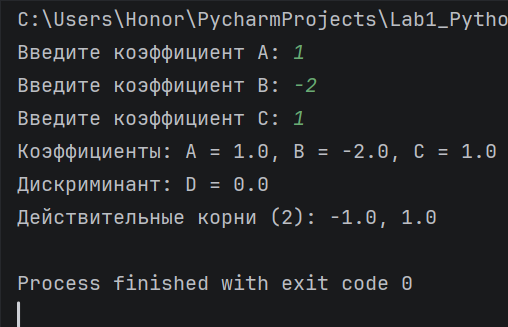 C:\Users\Honor\PycharmProjects\Lab1_Pytho
Введите коэффициент A: 1
Введите коэффициент B: -2
Введите коэффициент C: 1
Коэффициенты: A = 1.0, B = -2.0, C = 1.0
Дискриминант: D = 0.0
Действительные корни (2): -1.0, 1.0
Process finished with exit code 0